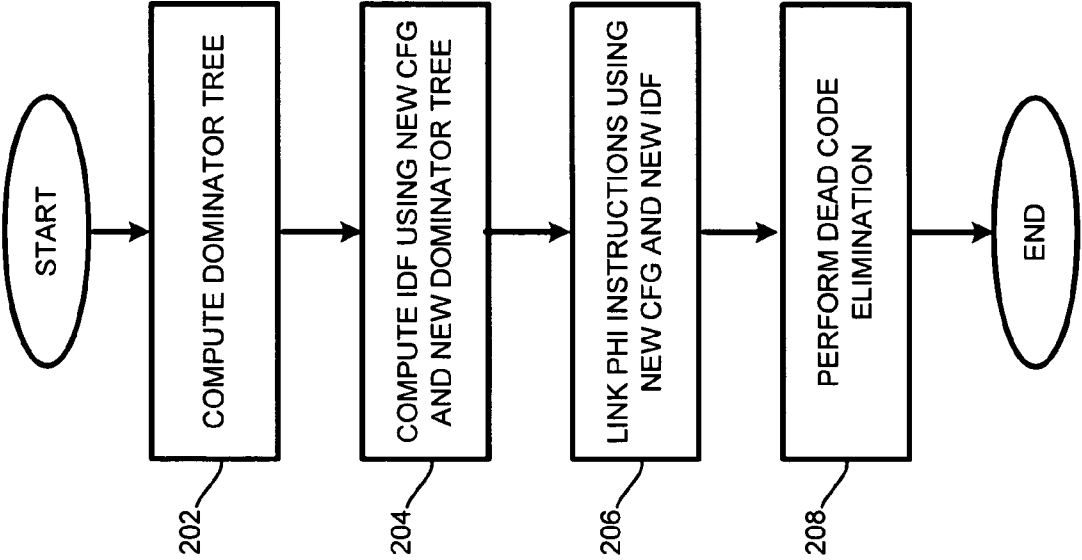 START
202
COMPUTE DOMINATOR TREE
204
COMPUTE IDF USING NEW CFG
AND NEW DOMINATOR TREE
206
LINK PHI INSTRUCTIONS USING
NEW CFG AND NEW IDF
208
PERFORM DEAD CODE
ELIMINATION
END